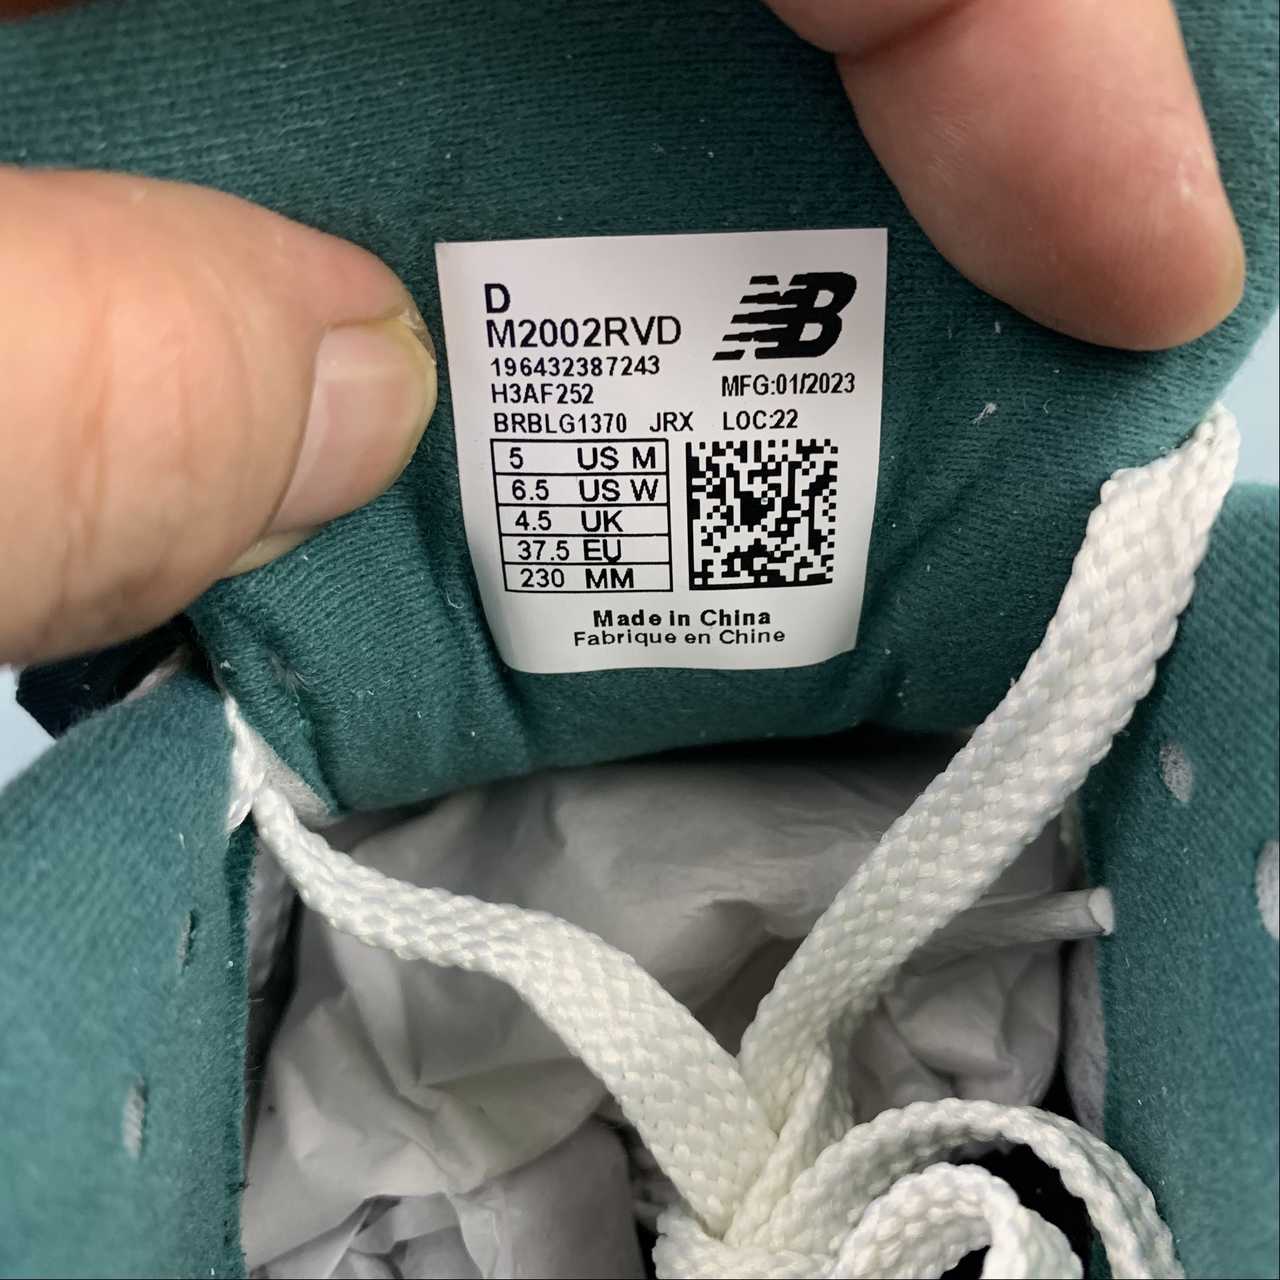 D
M2002RVD
NB
196432387243
H3AF252
MFG:01/2023
BRBLG1370 JRX LOC:22
5 US M
6.5 US W
4.5 UK
37.5 EU
230 MM
Made in China
Fabrique en Chine